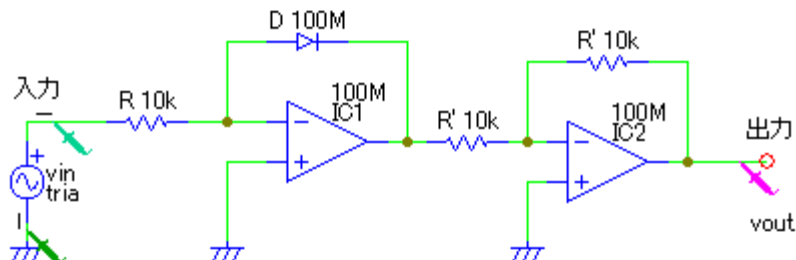 D 100M
R' 10k
入力
R 10k
100M
IC1
R' 10k
100M
IC2
出力
vin
tria
vout